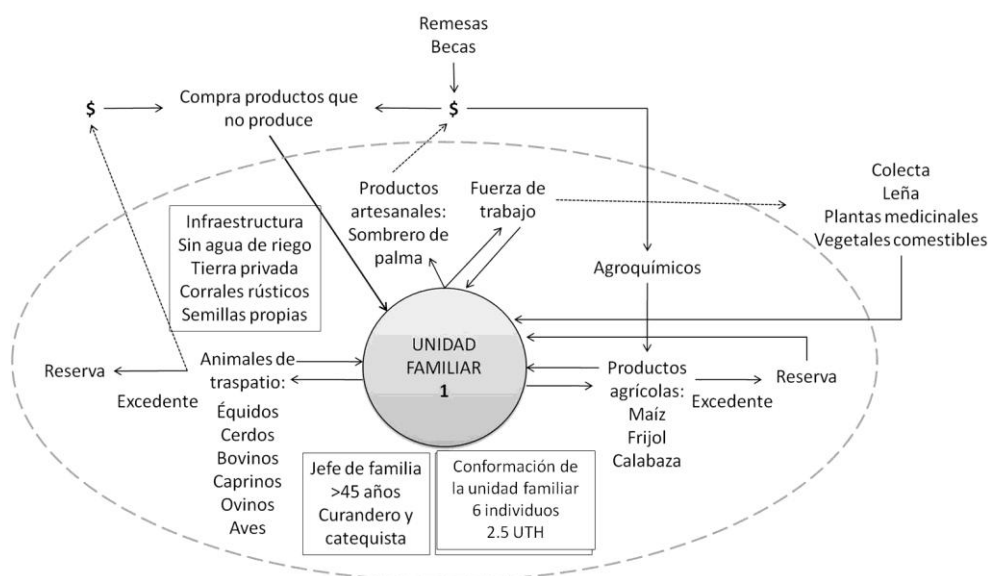 Remesas
Becas
$
Compra productos que
no produce
$
Colecta
Leña
Plantas medicinales
Vegetales comestibles
Productos
artesanales:
Sombrero de
palma
Fuerza de
trabajo
Infraestructura
Sin agua de riego
Tierra privada
Corrales rústicos
Semillas propias
Agroquímicos
UNIDAD
FAMILIAR
1
Reserva
Excedente
Animales de
traspatio:
Équidos
Cerdos
Bovinos
Caprinos
Ovinos
Aves
Productos
agrícolas:
Maíz
Frijol
Calabaza
Excedente
Reserva
Jefe de familia
>45 años
Curandero y
catequista
Conformación de
la unidad familiar
6 individuos
2.5 UTH